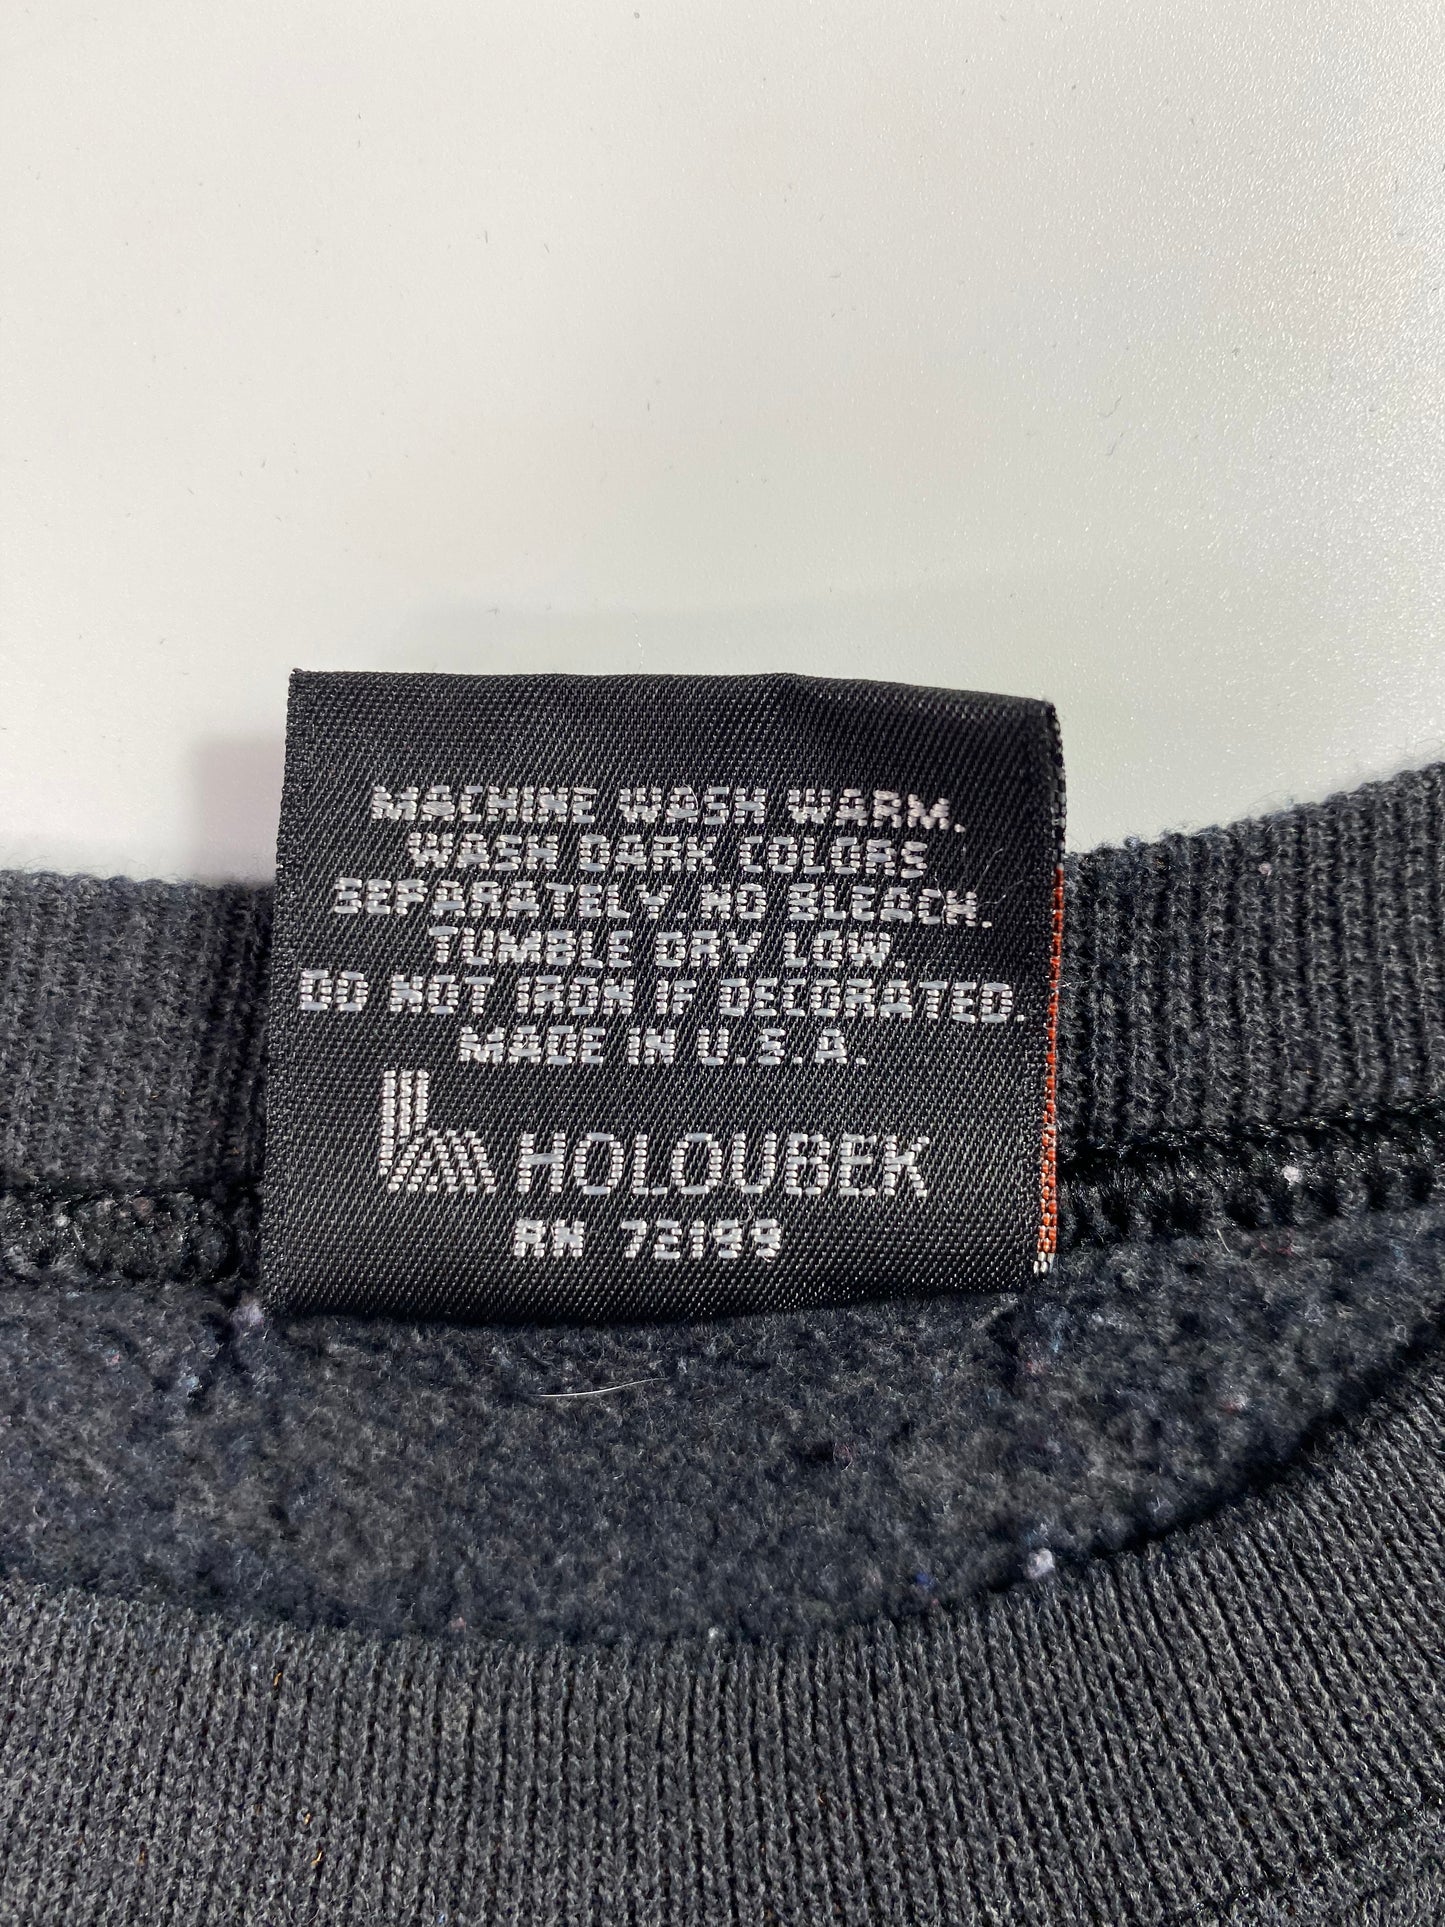 MACHINE WASH WARM.
WASH DARK COLORS
SEPARATELY. NO BLEACH.
TUMBLE DRY LOW.
DO NOT IRON IF DECORATED.
MADE IN U.S.A.
HOLOUBEK
RN 72199